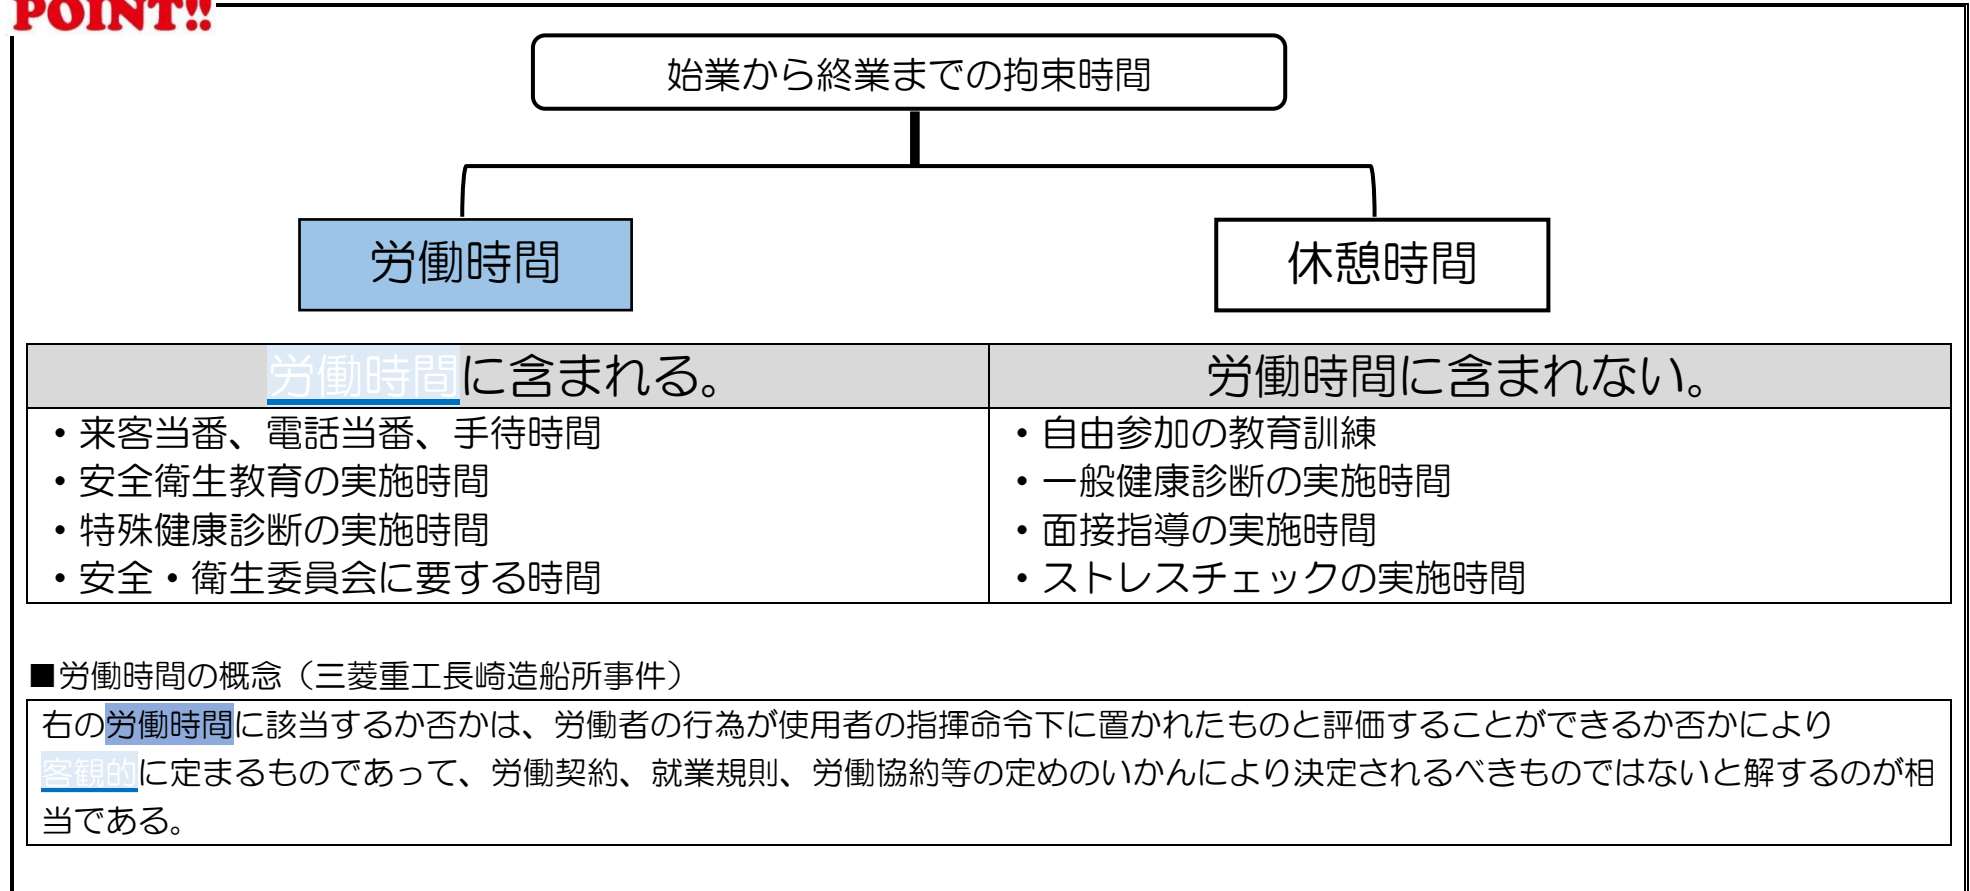 POINT!!
始業から終業までの拘束時間
労働時間
休憩時間
労働時間に含まれる。
労働時間に含まれない。
・来客当番、電話当番、手待時間
・安全衛生教育の実施時間
・特殊健康診断の実施時間
・安全・衛生委員会に要する時間
・自由参加の教育訓練
・一般健康診断の実施時間
・面接指導の実施時間
・ストレスチェックの実施時間
■労働時間の概念（三菱重工長崎造船所事件）
右の労働時間に該当するか否かは、労働者の行為が使用者の指揮命令下に置かれたものと評価することができるか否かにより
客観的に定まるものであって、労働契約、就業規則、労働協約等の定めのいかんにより決定されるべきものではないと解するのが相
当である。